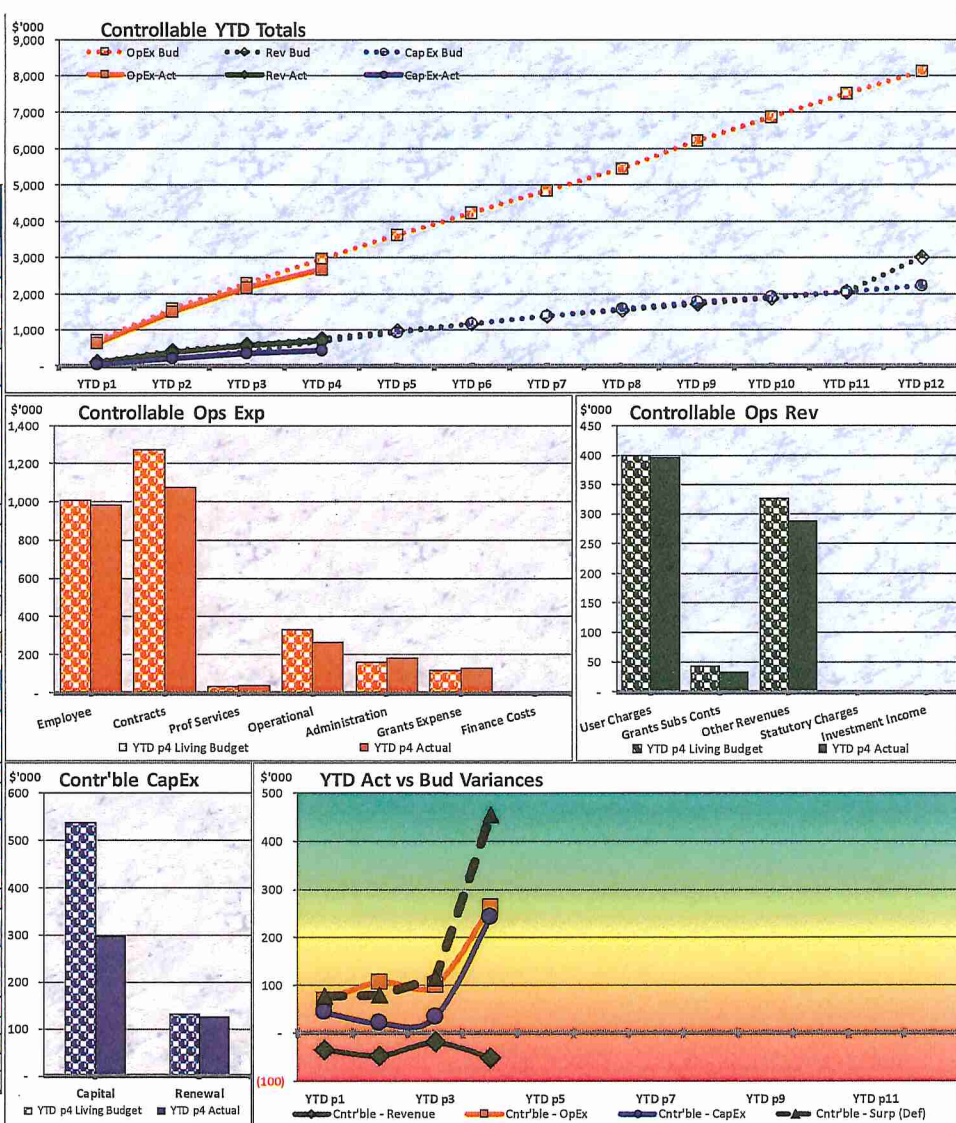 $'000
Controllable YTD Totals
9,000
OpEx Bud
Rev Bud
CapEx Bud
8,000
OpEx-Act
Rev-Act
CapEx-Act
7,000
6,000
5,000
4,000
3,000
2,000
1,000
-
YTD p1 YTD p2 YTD p3 YTD p4 YTD p5 YTD p6 YTD p7 YTD p8 YTD p9 YTD p10 YTD p11 YTD p12
$'000
Controllable Ops Exp
1,400
1,200
1,000
800
600
400
200
-
Employee
Contracts
Prof Services
Operational
Administration
Grants Expense
Finance Costs
YTD p4 Living Budget
YTD p4 Actual
$'000
Controllable Ops Rev
450
400
350
300
250
200
150
100
50
-
User Charges
Grants Subs Conts
Other Revenues
Statutory Charges
Investment Income
YTD p4 Living Budget
YTD p4 Actual
$'000
Contr'ble CapEx
600
500
400
300
200
100
-
Capital
Renewal
YTD p4 Living Budget
YTD p4 Actual
$'000
YTD Act vs Bud Variances
500
400
300
200
100
-
(100)
YTD p1 YTD p3 YTD p5 YTD p7 YTD p9 YTD p11
Cntr'ble - Revenue
Cntr'ble - OpEx
Cntr'ble - CapEx
Cntr'ble - Surp (Def)